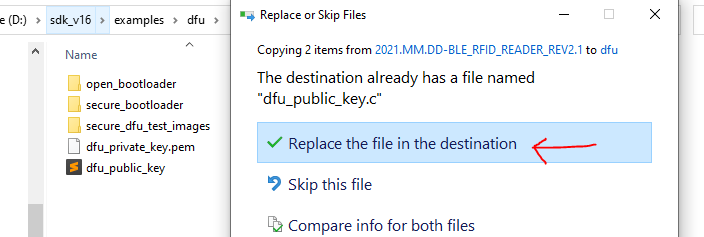 e (D:) > sdk_v16 > examples > dfu >
Name
open_bootloader
secure_bootloader
secure_dfu_test_images
dfu_private_key.pem
dfu_public_key
Replace or Skip Files
Copying 2 items from 2021.MM.DD-BLE_RFID_READER_REV2.1 to dfu
The destination already has a file named
"dfu_public_key.c"
Replace the file in the destination
Skip this file
Compare info for both files